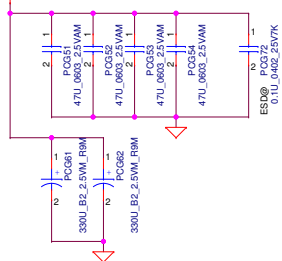 1
2
PCG51
47U_0603_2.5VAM
1
2
PCG52
47U_0603_2.5VAM
1
2
PCG53
47U_0603_2.5VAM
1
2
PCG54
47U_0603_2.5VAM
1
2
PCG72
0.1U_0402_25V7K
ESD@
1
+
2
PCG61
330U_B2_2.5VM_R9M
1
+
2
PCG62
330U_B2_2.5VM_R9M